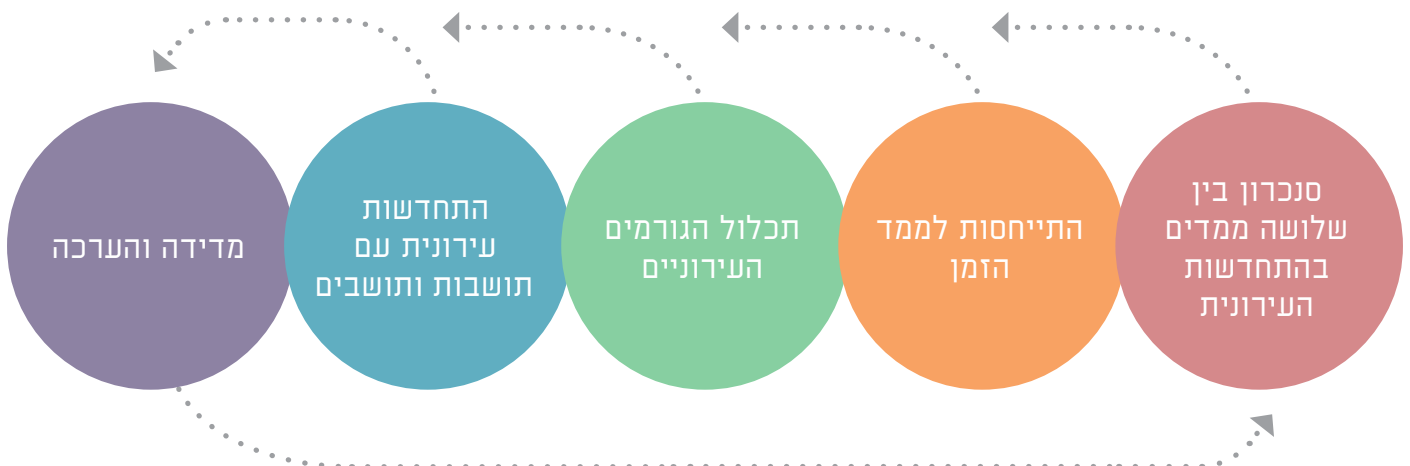 סנכרון בין
שלושה ממדים
בהתחדשות
העירונית
התייחסות לממד
הזמן
תכלול הגורמים
העירוניים
התחדשות
עירונית עם
תושבות ותושבים
מדידה והערכה